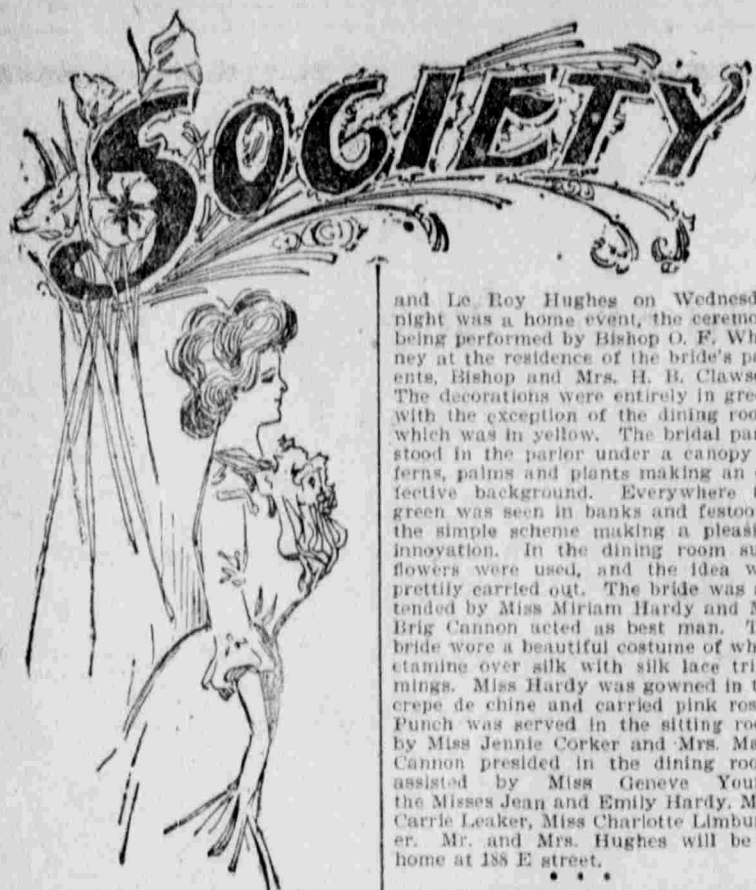 SOCIETY
and Le Roy Hughes on Wednesd
night was a home event, the ceremo
being performed by Bishop O. F. Whi
ney at the residence of the bride's pa
ents, Bishop and Mrs. H. B. Claws
The decorations were entirely in gree
with the exception of the dining roo
which was in yellow. The bridal par
stood in the parlor under a canopy
ferns, palms and plants making an
fective background. Everywhere
green was seen in banks and festoo
the simple scheme making a pleasi
innovation. In the dining room su
flowers were used, and the idea w
prettily carried out. The bride was
tended by Miss Miriam Hardy and M
Brig Cannon acted as best man. T
bride wore a beautiful costume of whi
etamine over silk with silk lace tri
mings. Miss Hardy was gowned in t
crepe de chine and carried pink ros
Punch was served in the sitting roo
by Miss Jennie Corker and Mrs. Ma
Cannon presided in the dining roo
assisted by Miss Geneve You
the Misses Jean and Emily Hardy, M
Carrie Leaker, Miss Charlotte Limbu
er. Mr. and Mrs. Hughes will be
home at 188 E street.
• • •